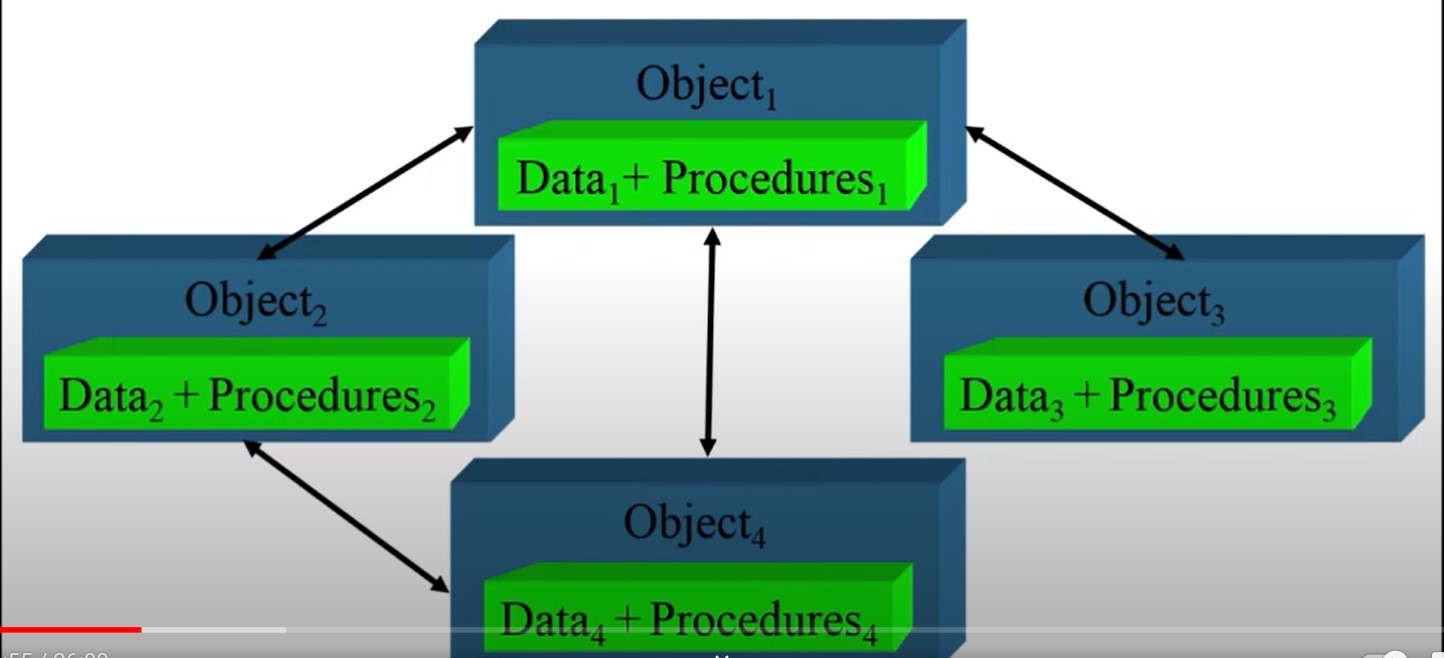 Object₁
Data₁+ Procedures₁
Object₂
Data₂ + Procedures₂
Object₃
Data₃ + Procedures₃
Object₄
Data₄ + Procedures₄